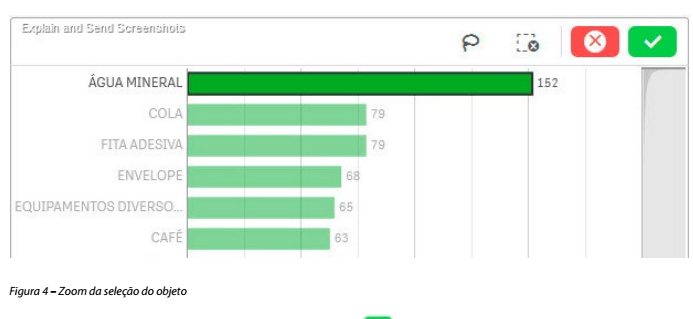 Explain and Send Screenshots
ÁGUA MINERAL 152
COLA 79
FITA ADESIVA 79
ENVELOPE 68
EQUIPAMENTOS DIVERSO... 65
CAFÉ 63
Figura 4 – Zoom da seleção do objeto